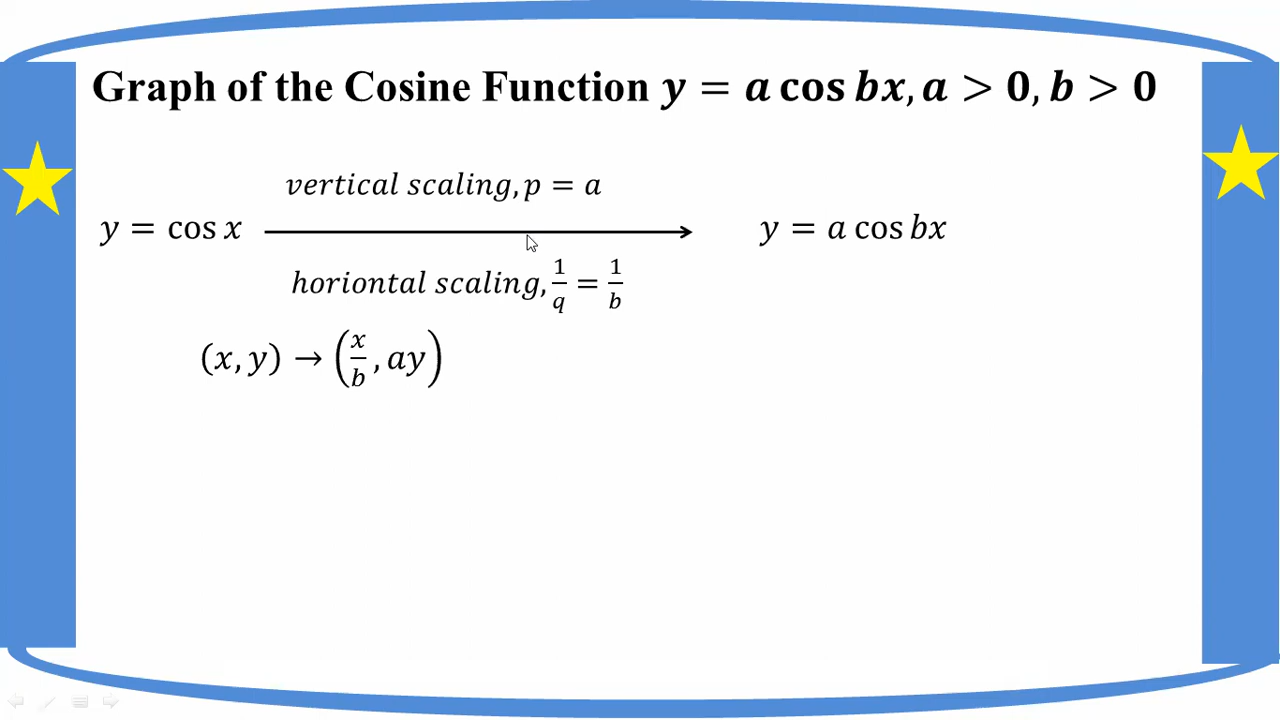 Graph of the Cosine Function y = a cos bx, a > 0, b > 0
vertical scaling, p = a
y = cos x
y = a cos bx
horiontal scaling, 1/q = 1/b
(x, y) → (x/b, ay)